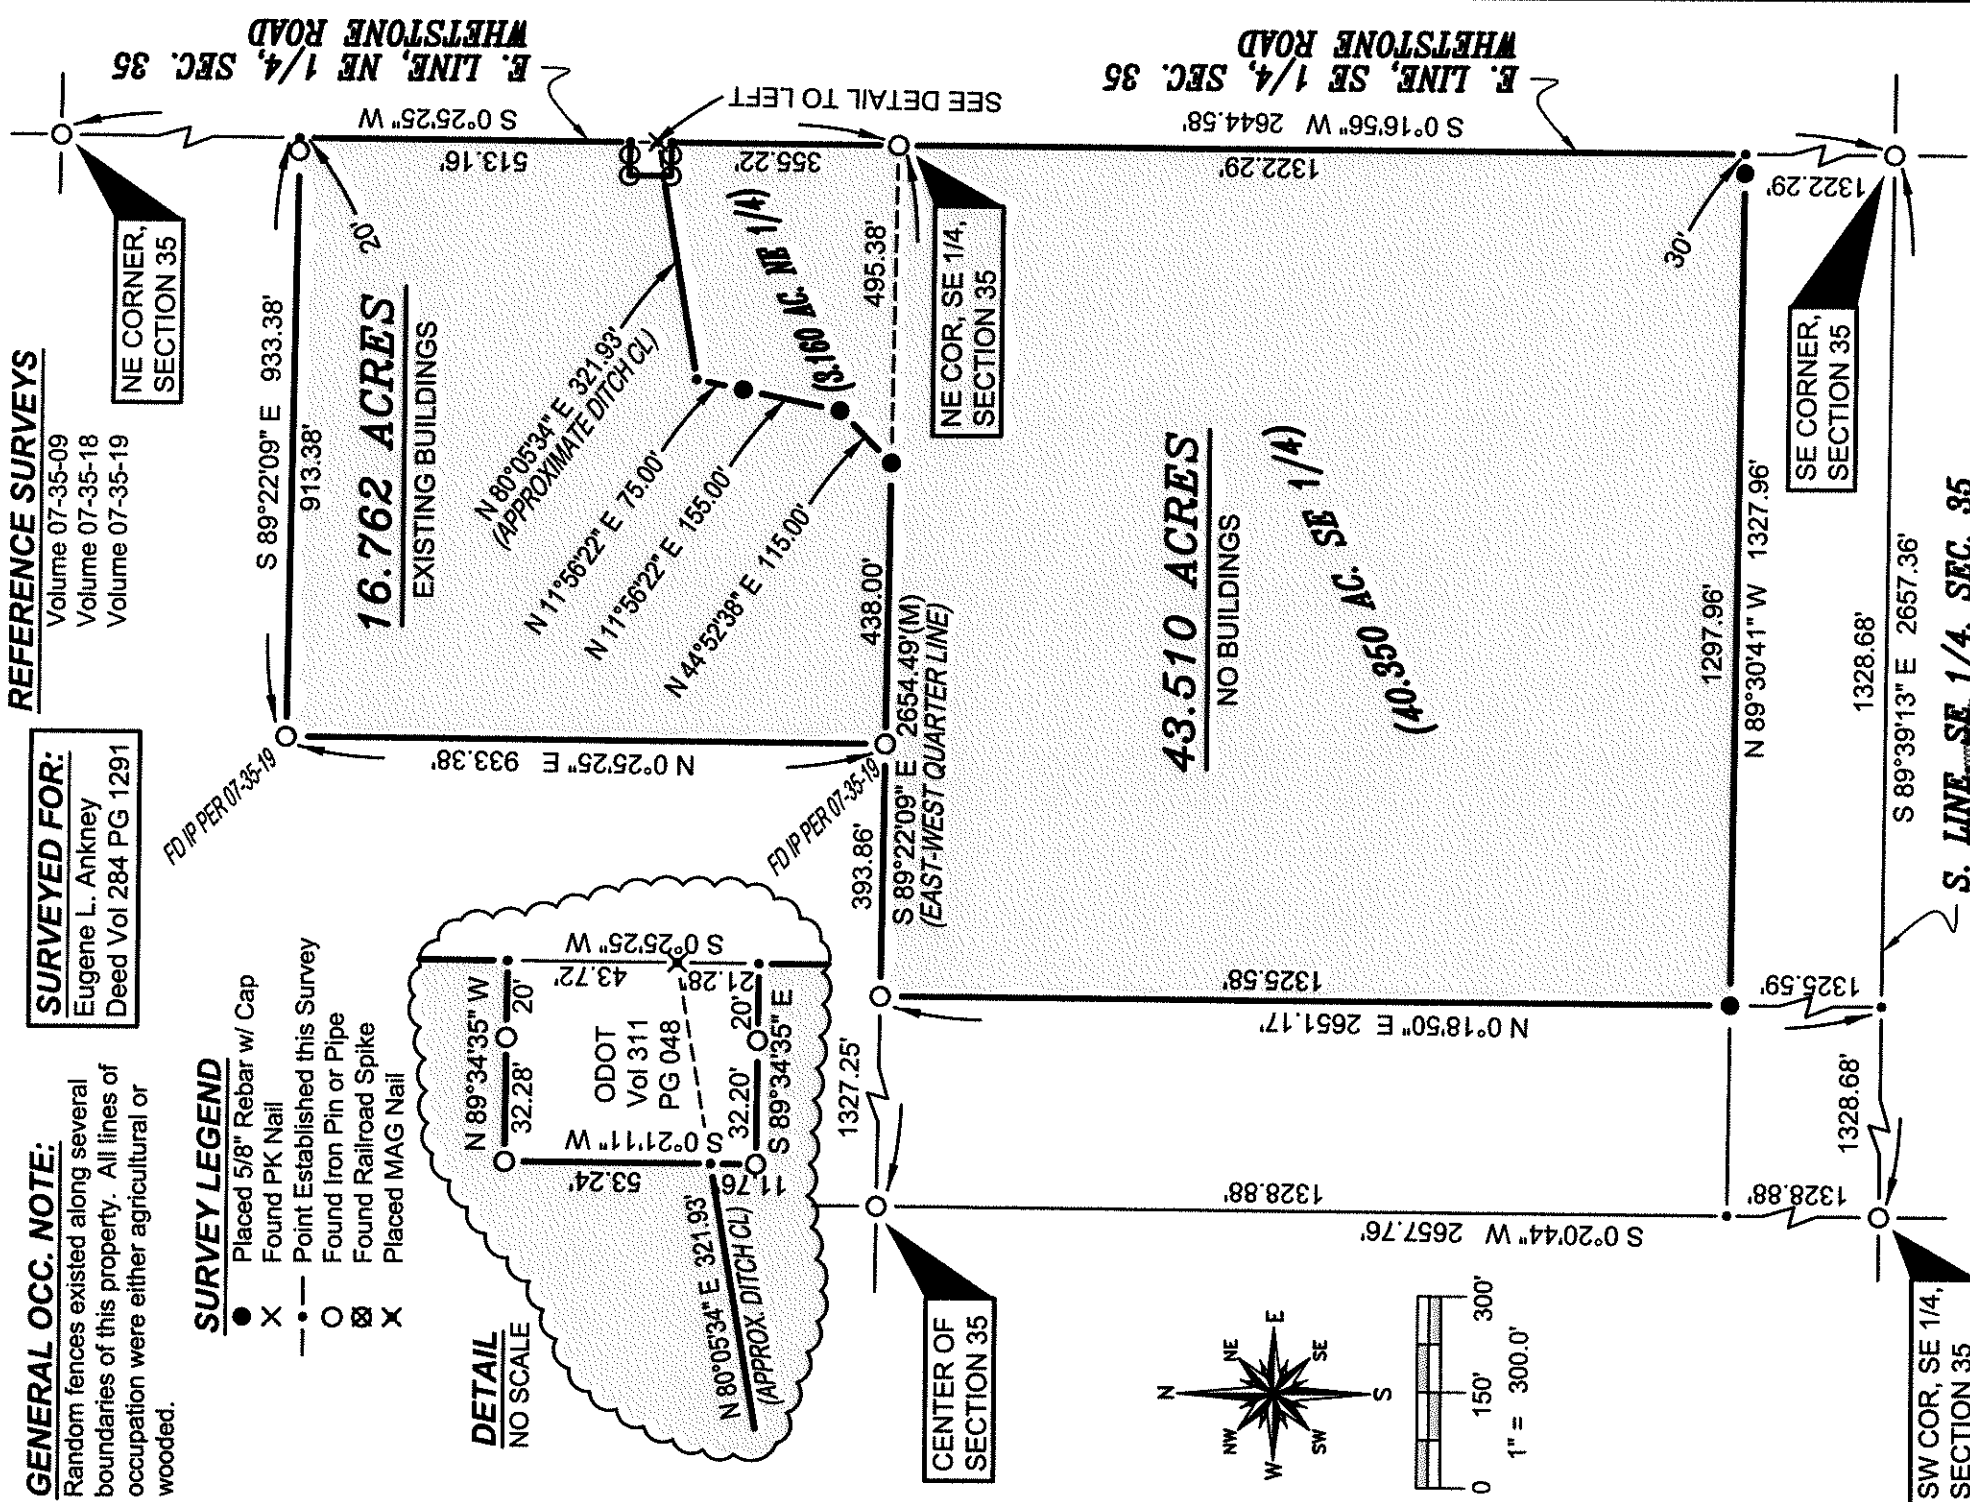 GENERAL OCC. NOTE:
Random fences existed along several
boundaries of this property. All lines of
occupation were either agricultural or
wooded.
SURVEYED FOR:
Eugene L. Ankney
Deed Vol 284 PG 1291
REFERENCE SURVEYS
Volume 07-35-09
Volume 07-35-18
Volume 07-35-19
SURVEY LEGEND
Placed 5/8" Rebar w/ Cap
Found PK Nail
Point Established this Survey
Found Iron Pin or Pipe
Found Railroad Spike
Placed MAG Nail
DETAIL
NO SCALE
N 89°34'35" W
32.28'
20'
ODOT
Vol 311
PG 048
S 0°25'25" W
43.72'
21.28'
S 0°21'11" W
53.24'
11.76'
32.20'
20'
S 89°34'35" E
N 80°05'34" E 321.93'
(APPROX. DITCH CL)
NE CORNER,
SECTION 35
E. LINE, NE 1/4, SEC. 35
WHETSTONE ROAD
S 89°22'09" E 933.38'
913.38'
20'
S 0°25'25" W
513.16'
16.762 ACRES
EXISTING BUILDINGS
FD IP PER 07-35-19
N 0°25'25" E 933.38'
N 80°05'34" E 321.93'
(APPROXIMATE DITCH CL)
N 11°56'22" E 75.00'
N 11°56'22" E 155.00'
N 44°52'38" E 115.00'
(3.160 AC. NE 1/4)
355.22'
SEE DETAIL TO LEFT
FD IP PER 07-35-19
393.86'
438.00'
495.38'
S 89°22'09" E 2654.49'(M)
(EAST-WEST QUARTER LINE)
NE COR, SE 1/4,
SECTION 35
E. LINE, SE 1/4, SEC. 35
WHETSTONE ROAD
S 0°16'56" W 2644.58'
1322.29'
1327.25'
CENTER OF
SECTION 35
43.510 ACRES
NO BUILDINGS
(40.350 AC. SE 1/4)
1325.58'
N 0°18'50" E 2651.17'
1328.88'
S 0°20'44" W 2657.76'
30'
1297.96'
N 89°30'41" W 1327.96'
1322.29'
1325.59'
1328.88'
SE CORNER,
SECTION 35
1328.68'
1328.68'
S 89°39'13" E 2657.36'
S. LINE, SE 1/4, SEC. 35
SW COR, SE 1/4,
SECTION 35
N
NE
E
SE
S
SW
W
NW
0 150' 300'
1" = 300.0'